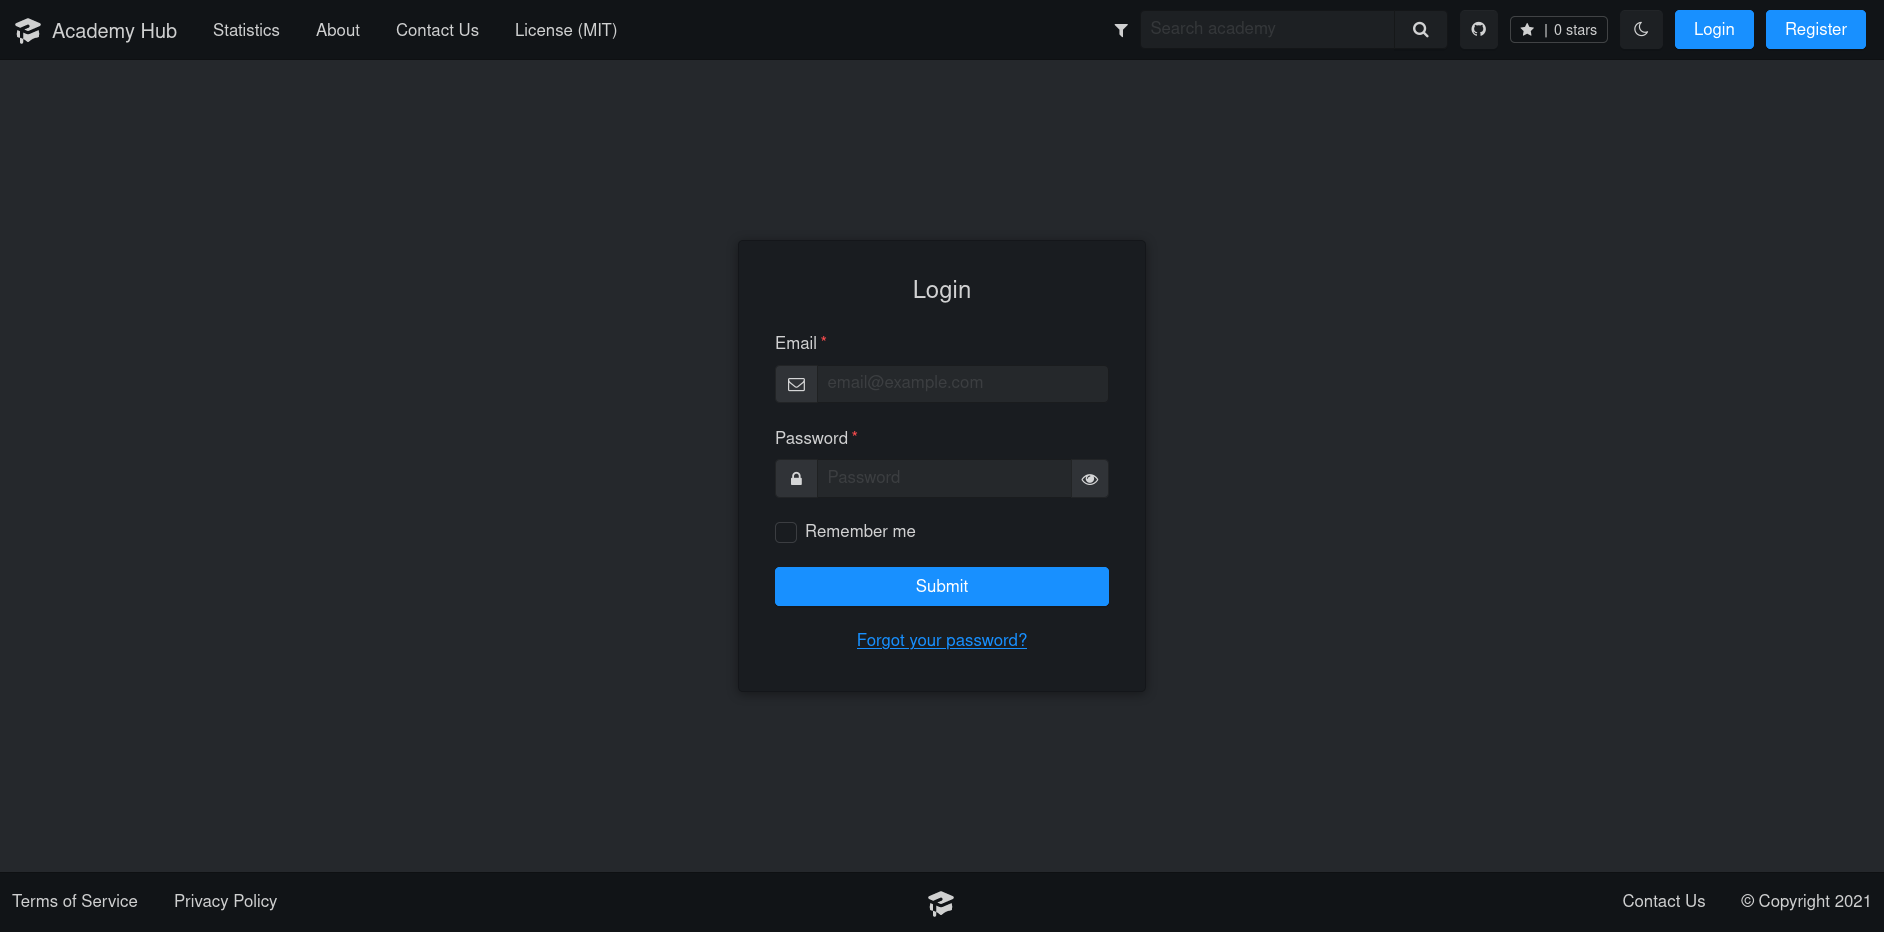 Academy Hub Statistics About Contact Us License (MIT) Search academy | 0 stars Login Register
Login
Email *
email@example.com
Password *
Password
Remember me
Submit
Forgot your password?
Terms of Service Privacy Policy Contact Us © Copyright 2021